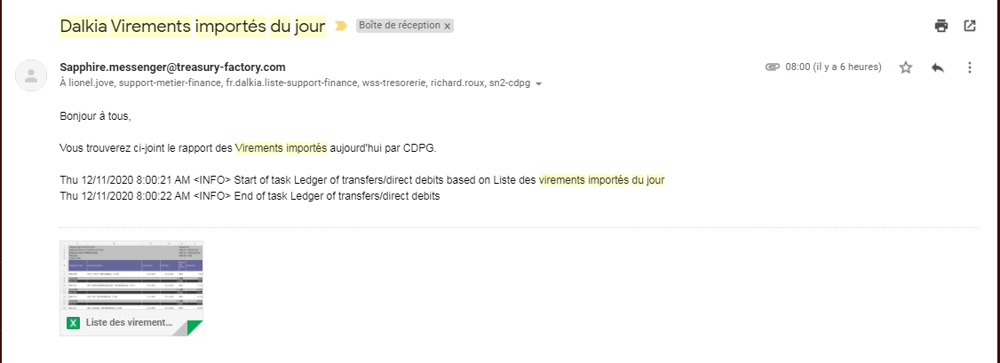 Dalkia Virements importés du jour
Boîte de réception x
Sapphire.messenger@treasury-factory.com
08:00 (il y a 6 heures)
À lionel.jove, support-metier-finance, fr.dalkia.liste-support-finance, wss-tresorerie, richard.roux, sn2-cdpg
Bonjour à tous,
Vous trouverez ci-joint le rapport des Virements importés aujourd'hui par CDPG.
Thu 12/11/2020 8:00:21 AM <INFO> Start of task Ledger of transfers/direct debits based on Liste des virements importés du jour
Thu 12/11/2020 8:00:22 AM <INFO> End of task Ledger of transfers/direct debits
X Liste des virement...